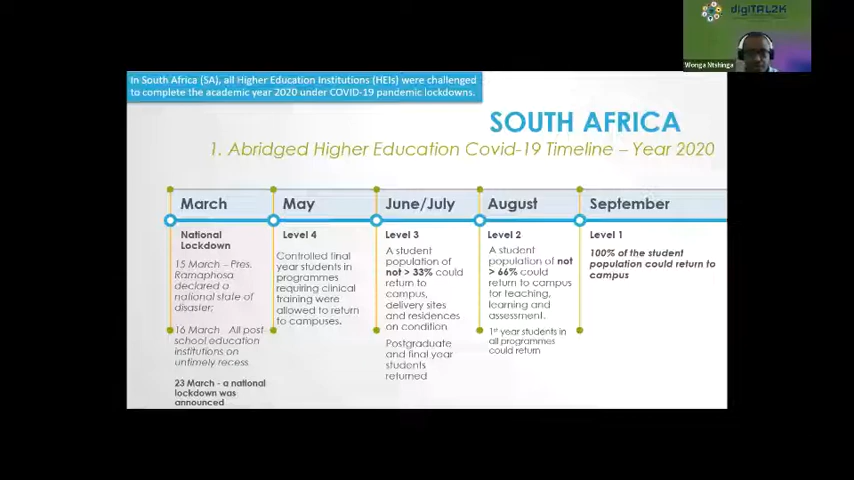 digiTAL2K
Wonga Ntshinga
In South Africa (SA), all Higher Education Institutions (HEIs) were challenged
to complete the academic year 2020 under COVID-19 pandemic lockdowns.
SOUTH AFRICA
1. Abridged Higher Education Covid-19 Timeline – Year 2020
March
National
Lockdown
15 March – Pres.
Ramaphosa
declared a
national state of
disaster;
16 March All post
school education
institutions on
untimely recess.
23 March - a national
lockdown was
announced
May
Level 4
Controlled final
year students in
programmes
requiring clinical
training were
allowed to return
to campuses.
June/July
Level 3
A student
population of
not > 33% could
return to
campus,
delivery sites
and residences
on condition
Postgraduate
and final year
students
returned
August
Level 2
A student
population of not
> 66% could
return to campus
for teaching,
learning and
assessment.
1st year students in
all programmes
could return
September
Level 1
100% of the student
population could return to
campus